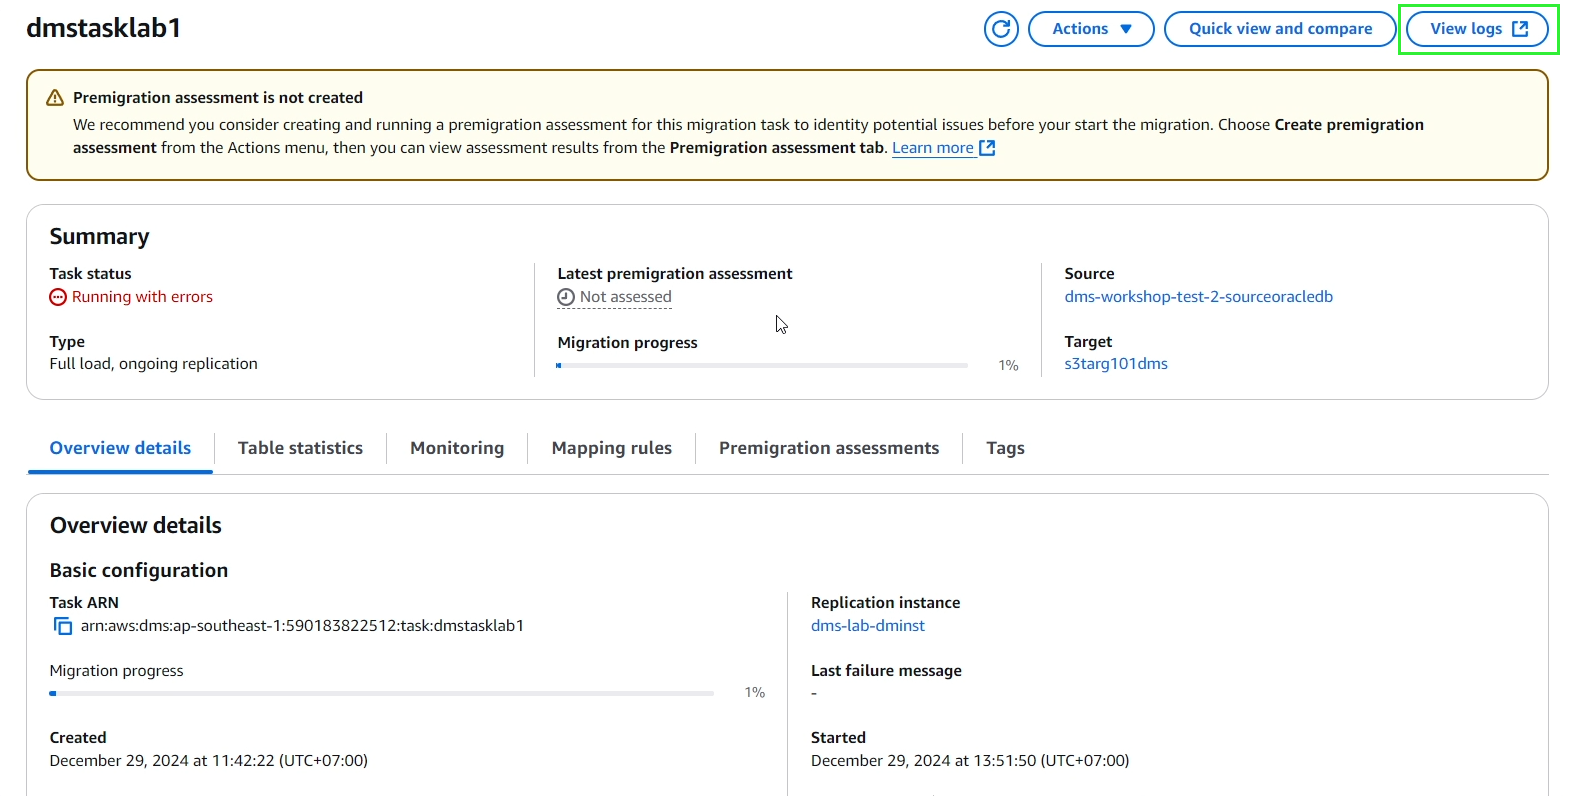 dmstasklab1
Actions
Quick view and compare
View logs
Premigration assessment is not created
We recommend you consider creating and running a premigration assessment for this migration task to identity potential issues before your start the migration. Choose Create premigration
assessment from the Actions menu, then you can view assessment results from the Premigration assessment tab. Learn more
Summary
Task status
Running with errors
Type
Full load, ongoing replication
Latest premigration assessment
Not assessed
Migration progress
1%
Source
dms-workshop-test-2-sourceoracledb
Target
s3targ101dms
Overview details
Table statistics
Monitoring
Mapping rules
Premigration assessments
Tags
Overview details
Basic configuration
Task ARN
arn:aws:dms:ap-southeast-1:590183822512:task:dmstasklab1
Migration progress
1%
Created
December 29, 2024 at 11:42:22 (UTC+07:00)
Replication instance
dms-lab-dminst
Last failure message
-
Started
December 29, 2024 at 13:51:50 (UTC+07:00)